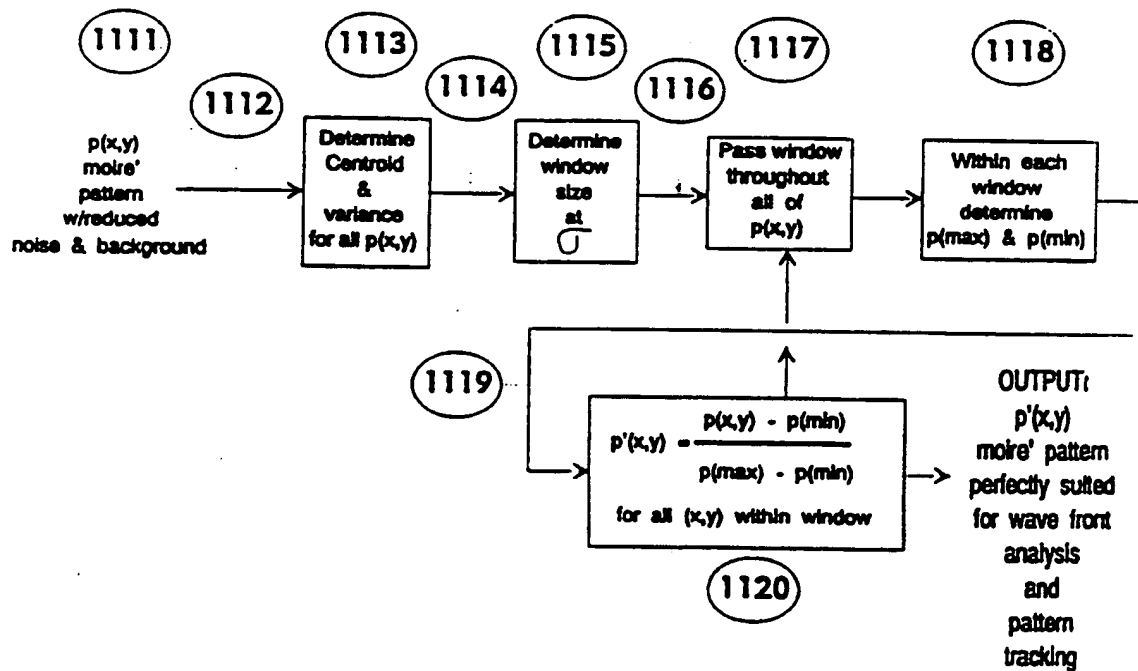 1111
1112
1113
1114
1115
1116
1117
1118
p(x,y)
moire'
pattern
w/reduced
noise & background
Determine
Centroid
&
variance
for all p(x,y)
Determine
window
size
at
σ
Pass window
throughout
all of
p(x,y)
Within each
window
determine
p(max) & p(min)
1119
p'(x,y) = p(x,y) - p(min)
p(max) - p(min)
for all (x,y) within window
1120
OUTPUT:
p'(x,y)
moire' pattern
perfectly suited
for wave front
analysis
and
pattern
tracking